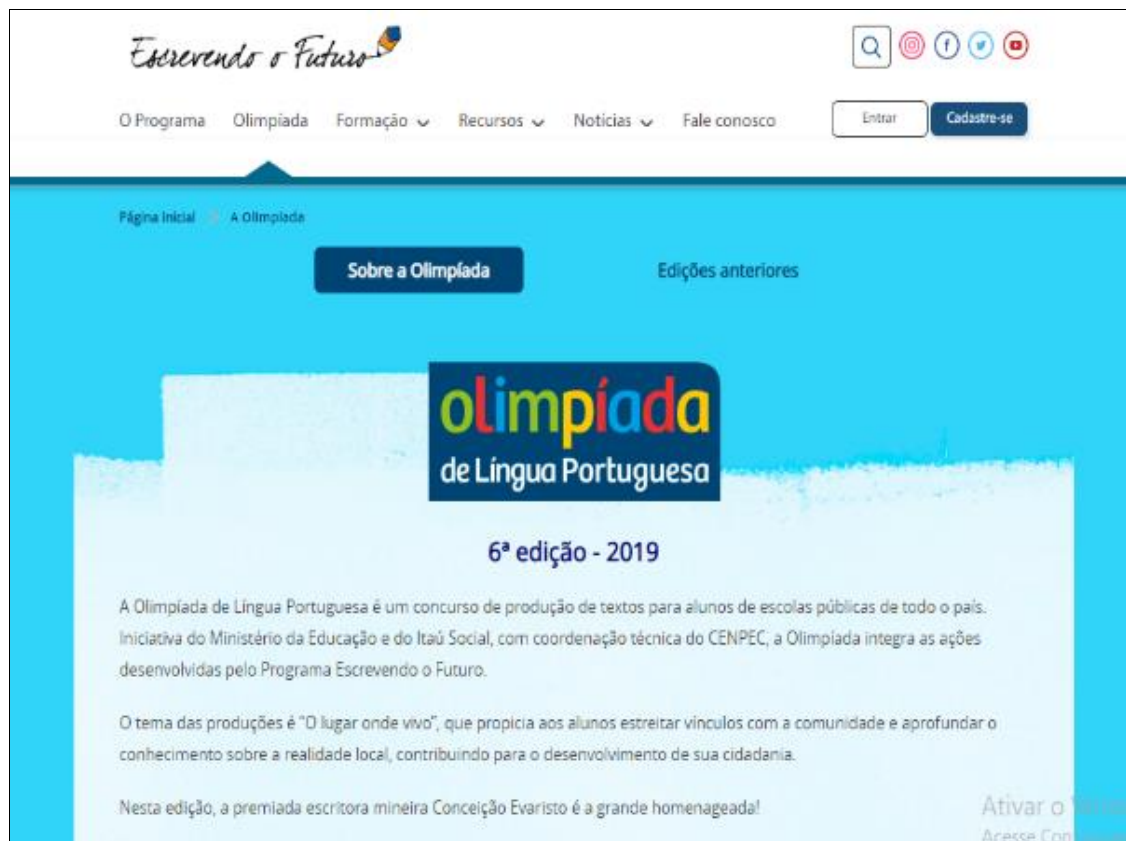 Escrevendo o Futuro
O Programa Olimpíada Formação Recursos Notícias Fale conosco Entrar Cadastre-se
Página Inicial A Olimpíada
Sobre a Olimpíada Edições anteriores
olimpíada
de Língua Portuguesa
6ª edição - 2019
A Olimpíada de Língua Portuguesa é um concurso de produção de textos para alunos de escolas públicas de todo o país.
Iniciativa do Ministério da Educação e do Itaú Social, com coordenação técnica do CENPEC, a Olimpíada integra as ações
desenvolvidas pelo Programa Escrevendo o Futuro.
O tema das produções é "O lugar onde vivo", que propicia aos alunos estreitar vínculos com a comunidade e aprofundar o
conhecimento sobre a realidade local, contribuindo para o desenvolvimento de sua cidadania.
Nesta edição, a premiada escritora mineira Conceição Evaristo é a grande homenageada!
Ativar o
Acesse